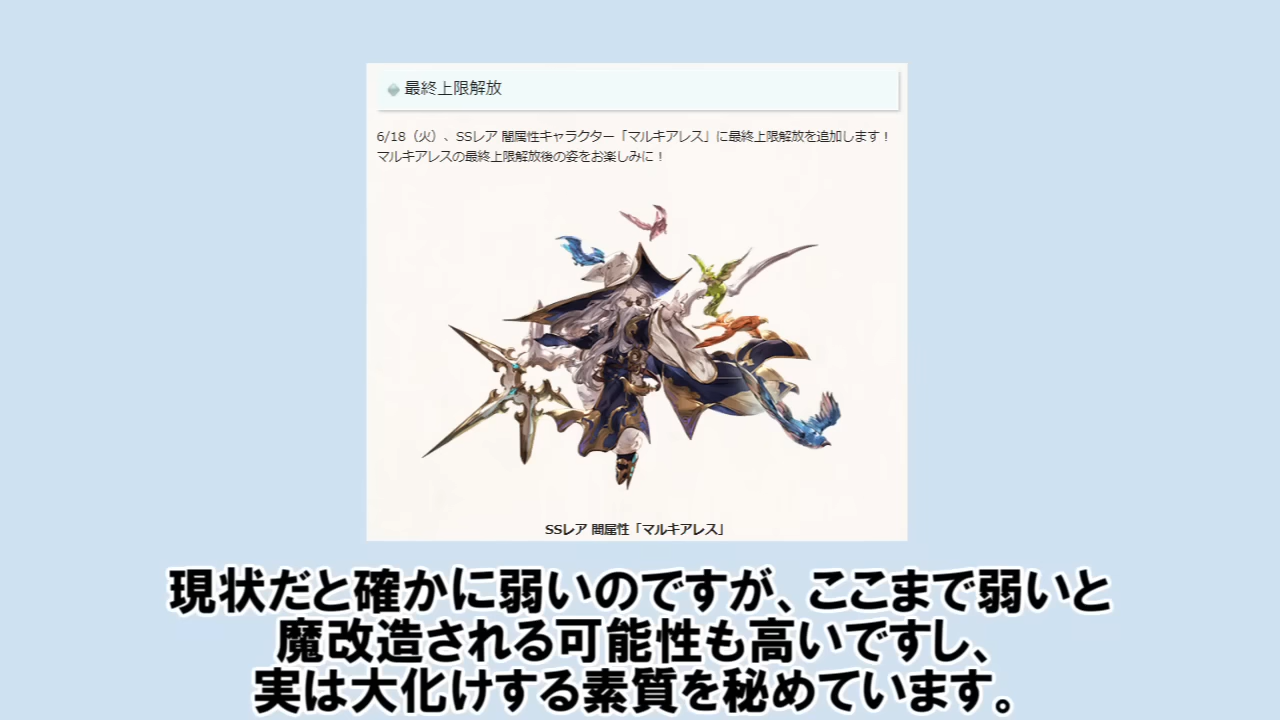 最終上限解放
6/18（火）、SSレア 闇属性キャラクター「マルキアレス」に最終上限解放を追加します！
マルキアレスの最終上限解放後の姿をお楽しみに！
SSレア 闇属性「マルキアレス」
現状だと確かに弱いのですが、ここまで弱いと
魔改造される可能性も高いですし、
実は大化けする素質を秘めています。